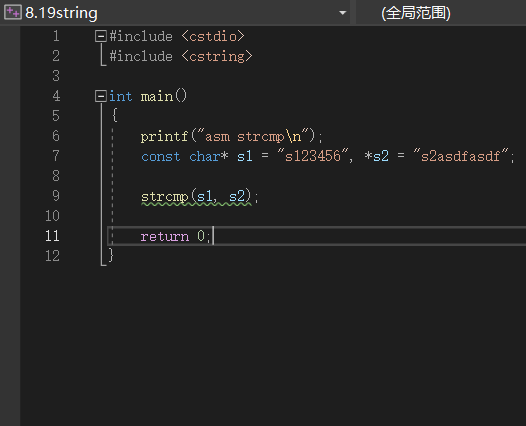 8.19string (全局范围)
1 #include <cstdio>
2 #include <cstring>
3
4 int main()
5 {
6 printf("asm strcmp\n");
7 const char* s1 = "s123456", *s2 = "s2asdfasdf";
8
9 strcmp(s1, s2);
10
11 return 0;
12 }